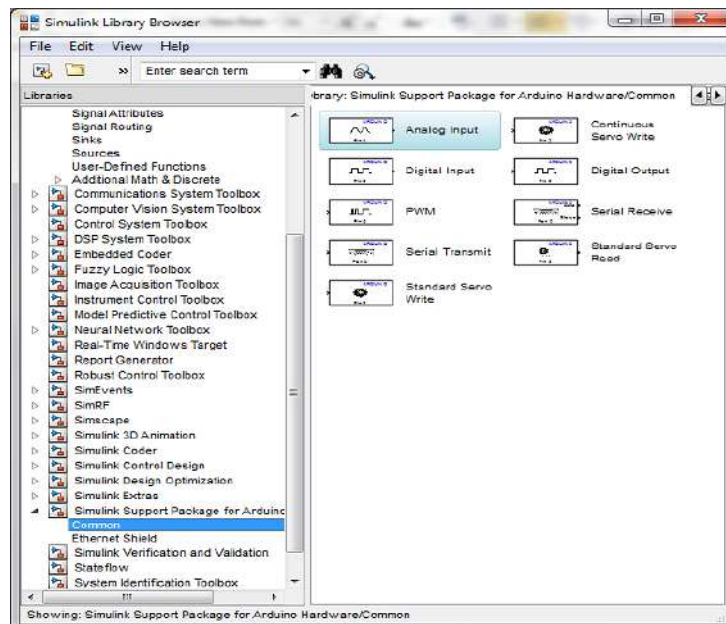 Simulink Library Browser
File Edit View Help
» Enter search term
Libraries
Library: Simulink Support Package for Arduino Hardware/Common
Signal Attributes
Signal Routing
Sinks
Sources
User-Defined Functions
Additional Math & Discrete
Communications System Toolbox
Computer Vision System Toolbox
Control System Toolbox
DSP System Toolbox
Embedded Coder
Fuzzy Logic Toolbox
Image Acquisition Toolbox
Instrument Control Toolbox
Model Predictive Control Toolbox
Neural Network Toolbox
Real-Time Windows Target
Report Generator
Robust Control Toolbox
SimEvents
SimRF
Simscape
Simulink 3D Animation
Simulink Coder
Simulink Control Design
Simulink Design Optimization
Simulink Extras
Simulink Support Package for Arduino
Common
Ethernet Shield
Simulink Verification and Validation
Stateflow
System Identification Toolbox
Analog Input
Continuous
Servo Write
Digital Input
Digital Output
PWM
Serial Receive
Serial Transmit
Standard Servo
Read
Standard Servo
Write
Showing: Simulink Support Package for Arduino Hardware/Common